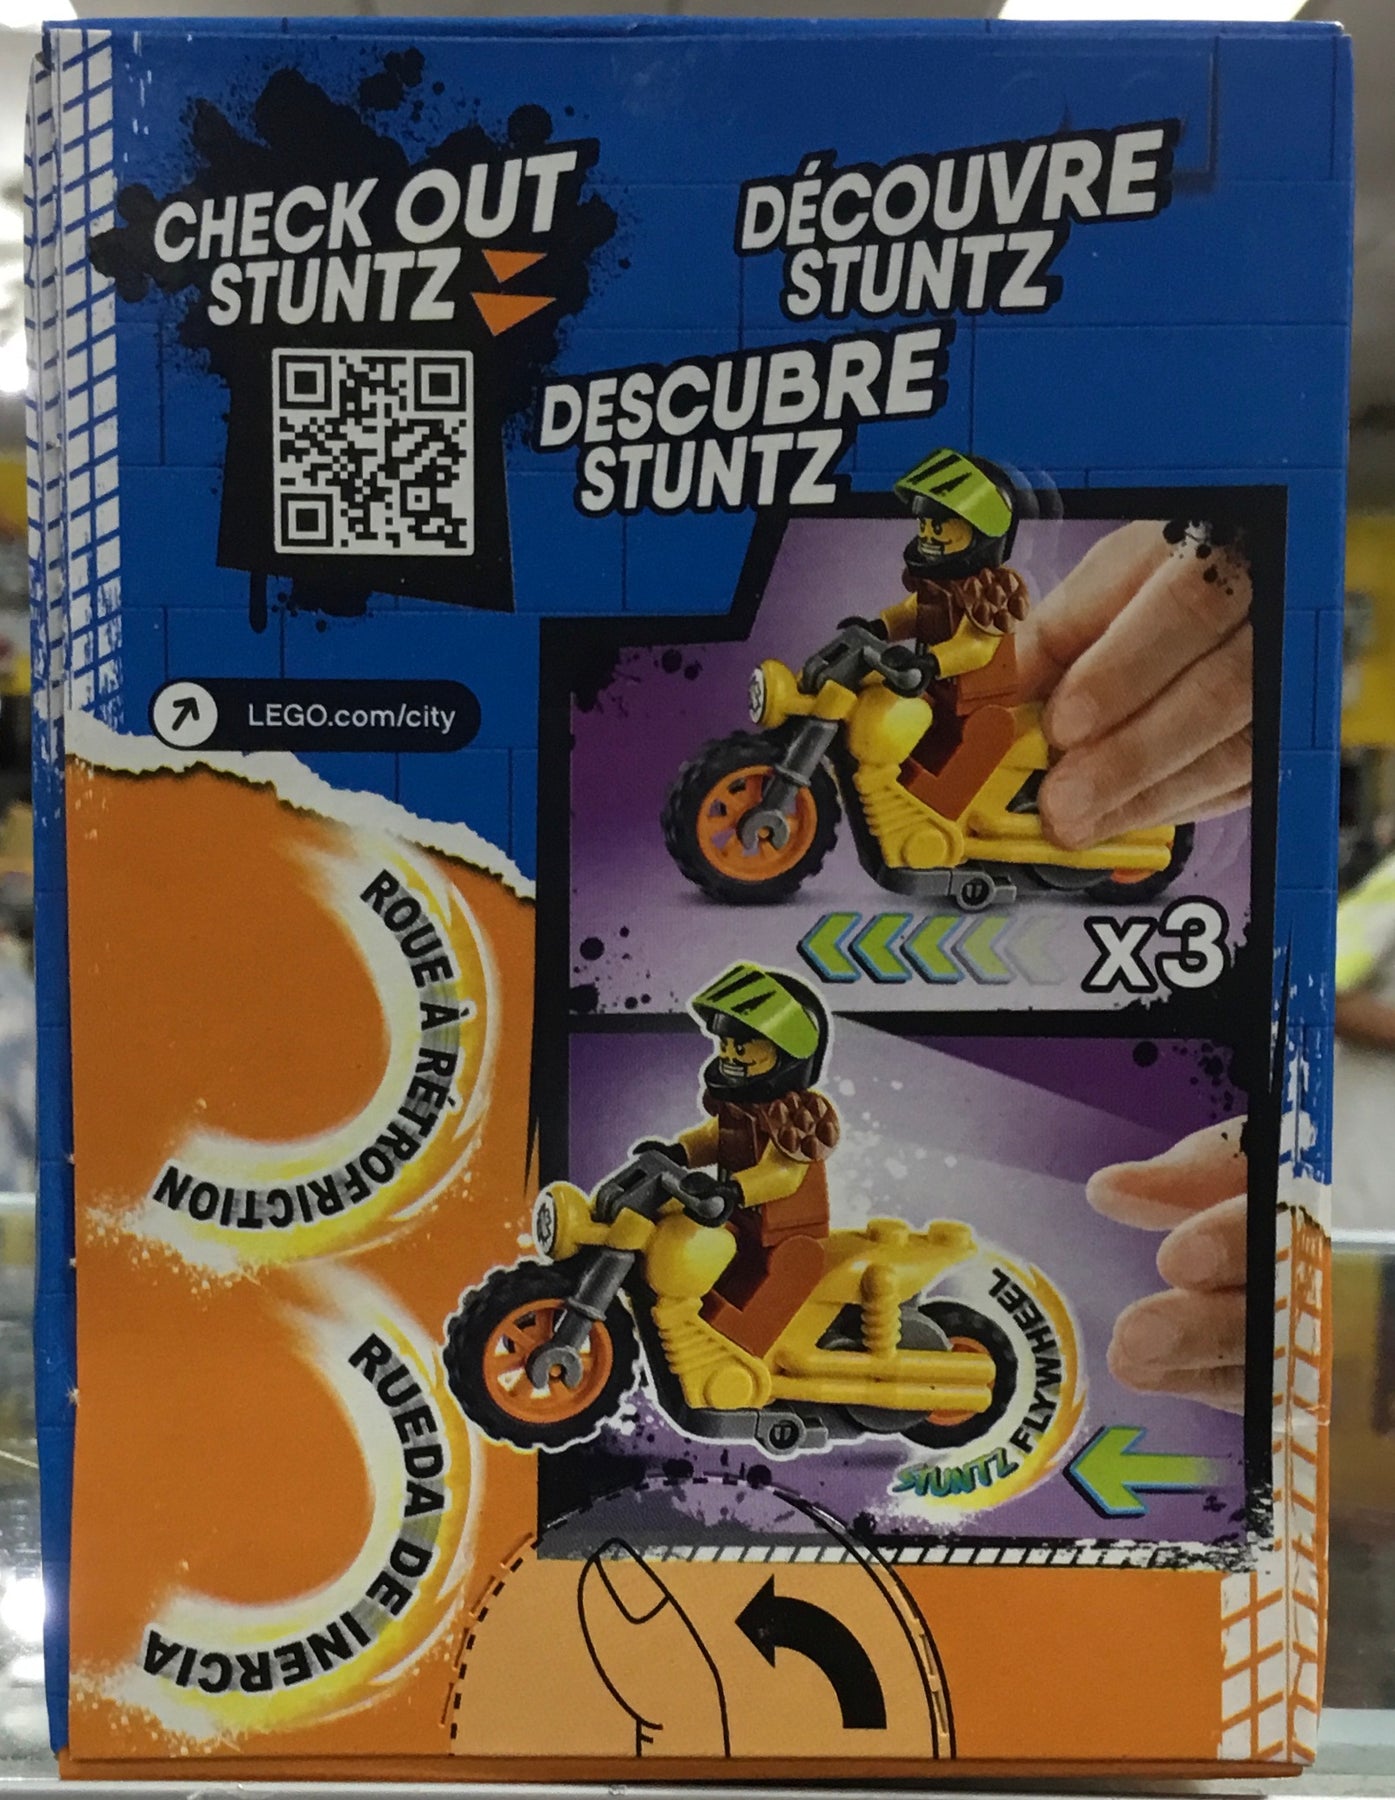 CHECK OUT
STUNTZ
DÉCOUVRE
STUNTZ
DESCUBRE
STUNTZ
LEGO.com/city
x3
ROUE À RÉTROFRICTION
STUNTZ FLYWHEEL
RUEDA DE INERCIA